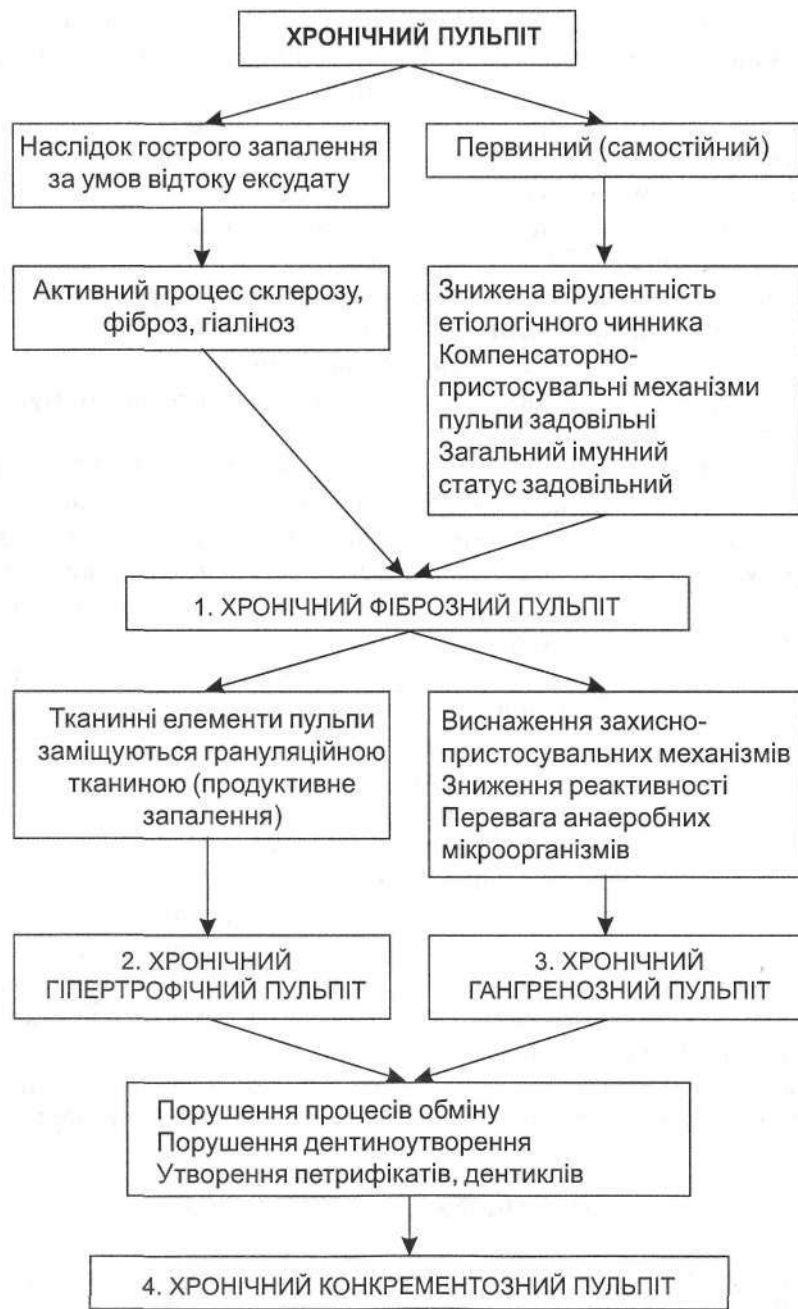 ХРОНІЧНИЙ ПУЛЬПІТ
Наслідок гострого запалення
за умов відтоку ексудату
Первинний (самостійний)
Активний процес склерозу,
фіброз, гіаліноз
Знижена вірулентність
етіологічного чинника
Компенсаторно-
пристосувальні механізми
пульпи задовільні
Загальний імунний
статус задовільний
1. ХРОНІЧНИЙ ФІБРОЗНИЙ ПУЛЬПІТ
Тканинні елементи пульпи
заміщуються грануляційною
тканиною (продуктивне
запалення)
Виснаження захисно-
пристосувальних механізмів
Зниження реактивності
Перевага анаеробних
мікроорганізмів
2. ХРОНІЧНИЙ
ГІПЕРТРОФІЧНИЙ ПУЛЬПІТ
3. ХРОНІЧНИЙ
ГАНГРЕНОЗНИЙ ПУЛЬПІТ
Порушення процесів обміну
Порушення дентиноутворення
Утворення петрифікатів, дентиклів
4. ХРОНІЧНИЙ КОНКРЕМЕНТОЗНИЙ ПУЛЬПІТ